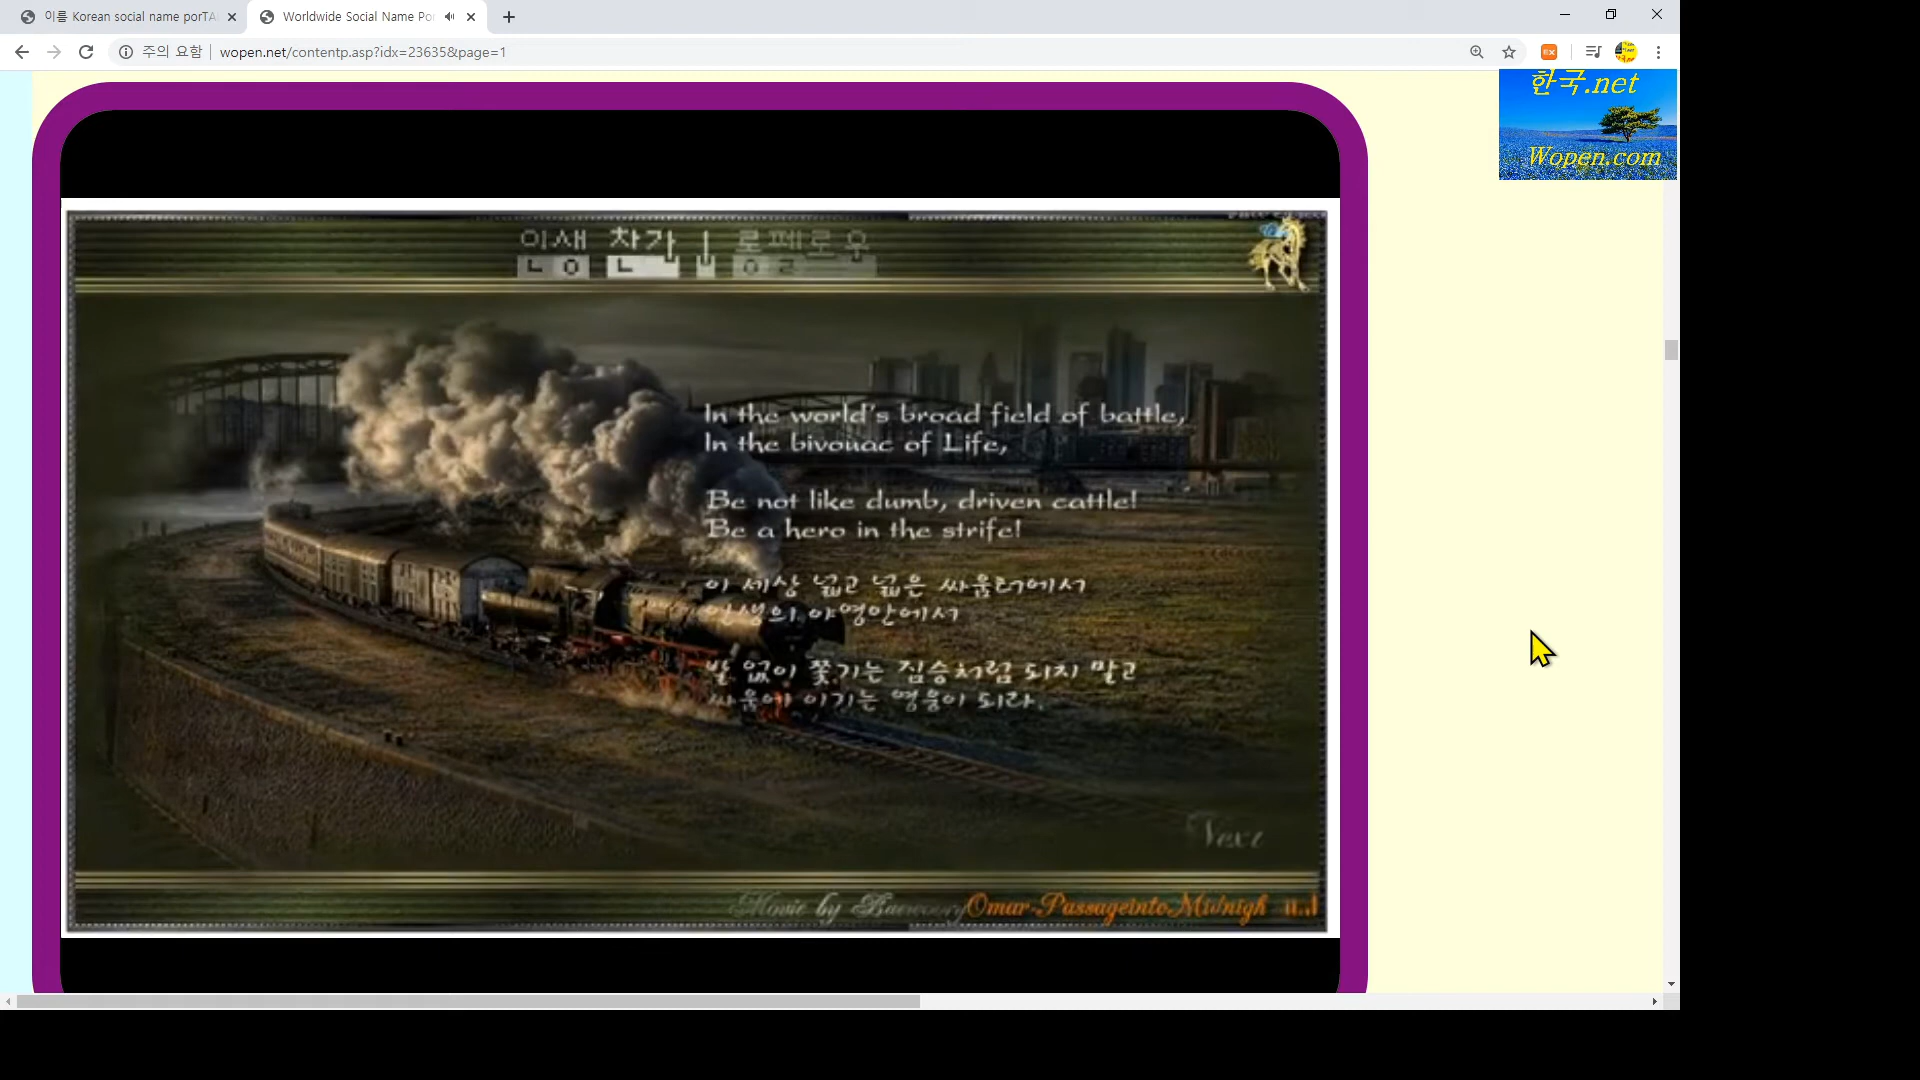 이름 Korean social name porTA
Worldwide Social Name Por
주의 요함
wopen.net/contentp.asp?idx=23635&page=1
한국.net
Wopen.com
인생 찬가 | 롱펠로우
In the world's broad field of battle,
In the bivouac of Life,
Be not like dumb, driven cattle!
Be a hero in the strife!
이 세상 넓고 넓은 싸움터에서
인생의 야영안에서
말 없이 쫓기는 짐승처럼 되지 말고
싸움에 이기는 영웅이 되라.
Next
Movie by
Omar-PassageintoMidnigh